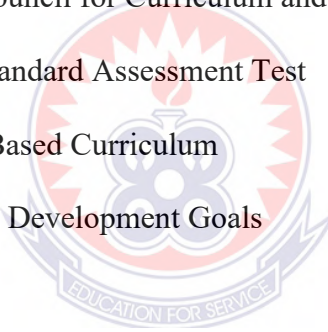 ouncil for Curriculum and
andard Assessment Test
Based Curriculum
Development Goals
EDUCATION FOR SERVICE